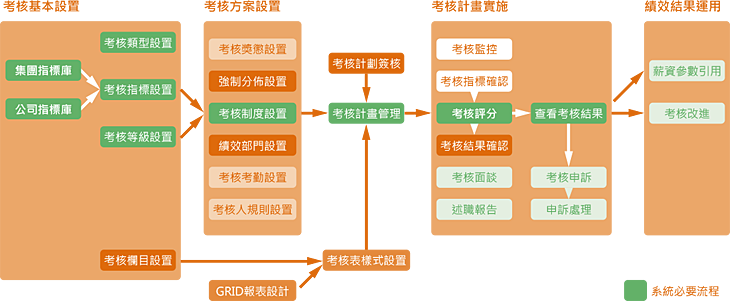 考核基本設置
考核類型設置
集團指標庫
公司指標庫
考核指標設置
考核等級設置
考核欄目設置
考核方案設置
考核獎懲設置
強制分佈設置
考核制度設置
績效部門設置
考核考勤設置
考核人規則設置
GRID報表設計
考核計劃簽核
考核計畫管理
考核表樣式設置
考核計畫實施
考核監控
考核指標確認
考核評分
考核結果確認
考核面談
述職報告
查看考核結果
考核申訴
申訴處理
績效結果運用
薪資參數引用
考核改進
系統必要流程